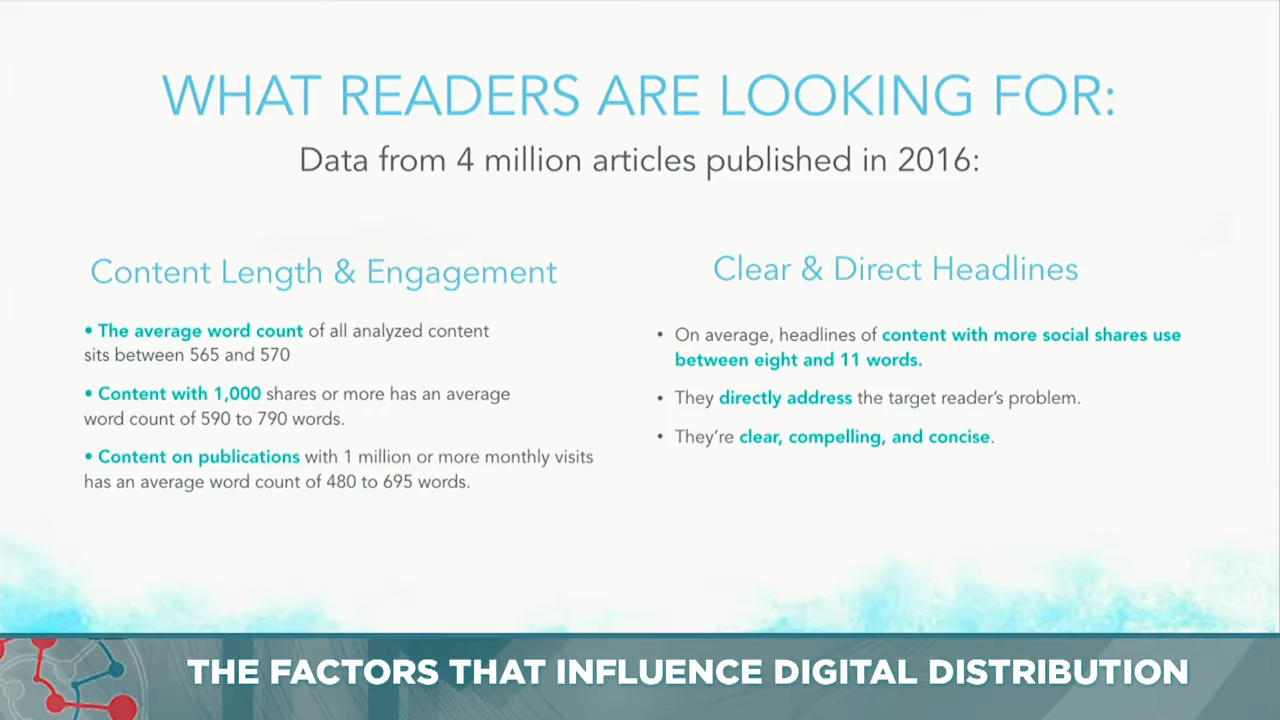 WHAT READERS ARE LOOKING FOR:
Data from 4 million articles published in 2016:
Content Length & Engagement
• The average word count of all analyzed content
sits between 565 and 570
• Content with 1,000 shares or more has an average
word count of 590 to 790 words.
• Content on publications with 1 million or more monthly visits
has an average word count of 480 to 695 words.
Clear & Direct Headlines
• On average, headlines of content with more social shares use
between eight and 11 words.
• They directly address the target reader's problem.
• They're clear, compelling, and concise.
THE FACTORS THAT INFLUENCE DIGITAL DISTRIBUTION